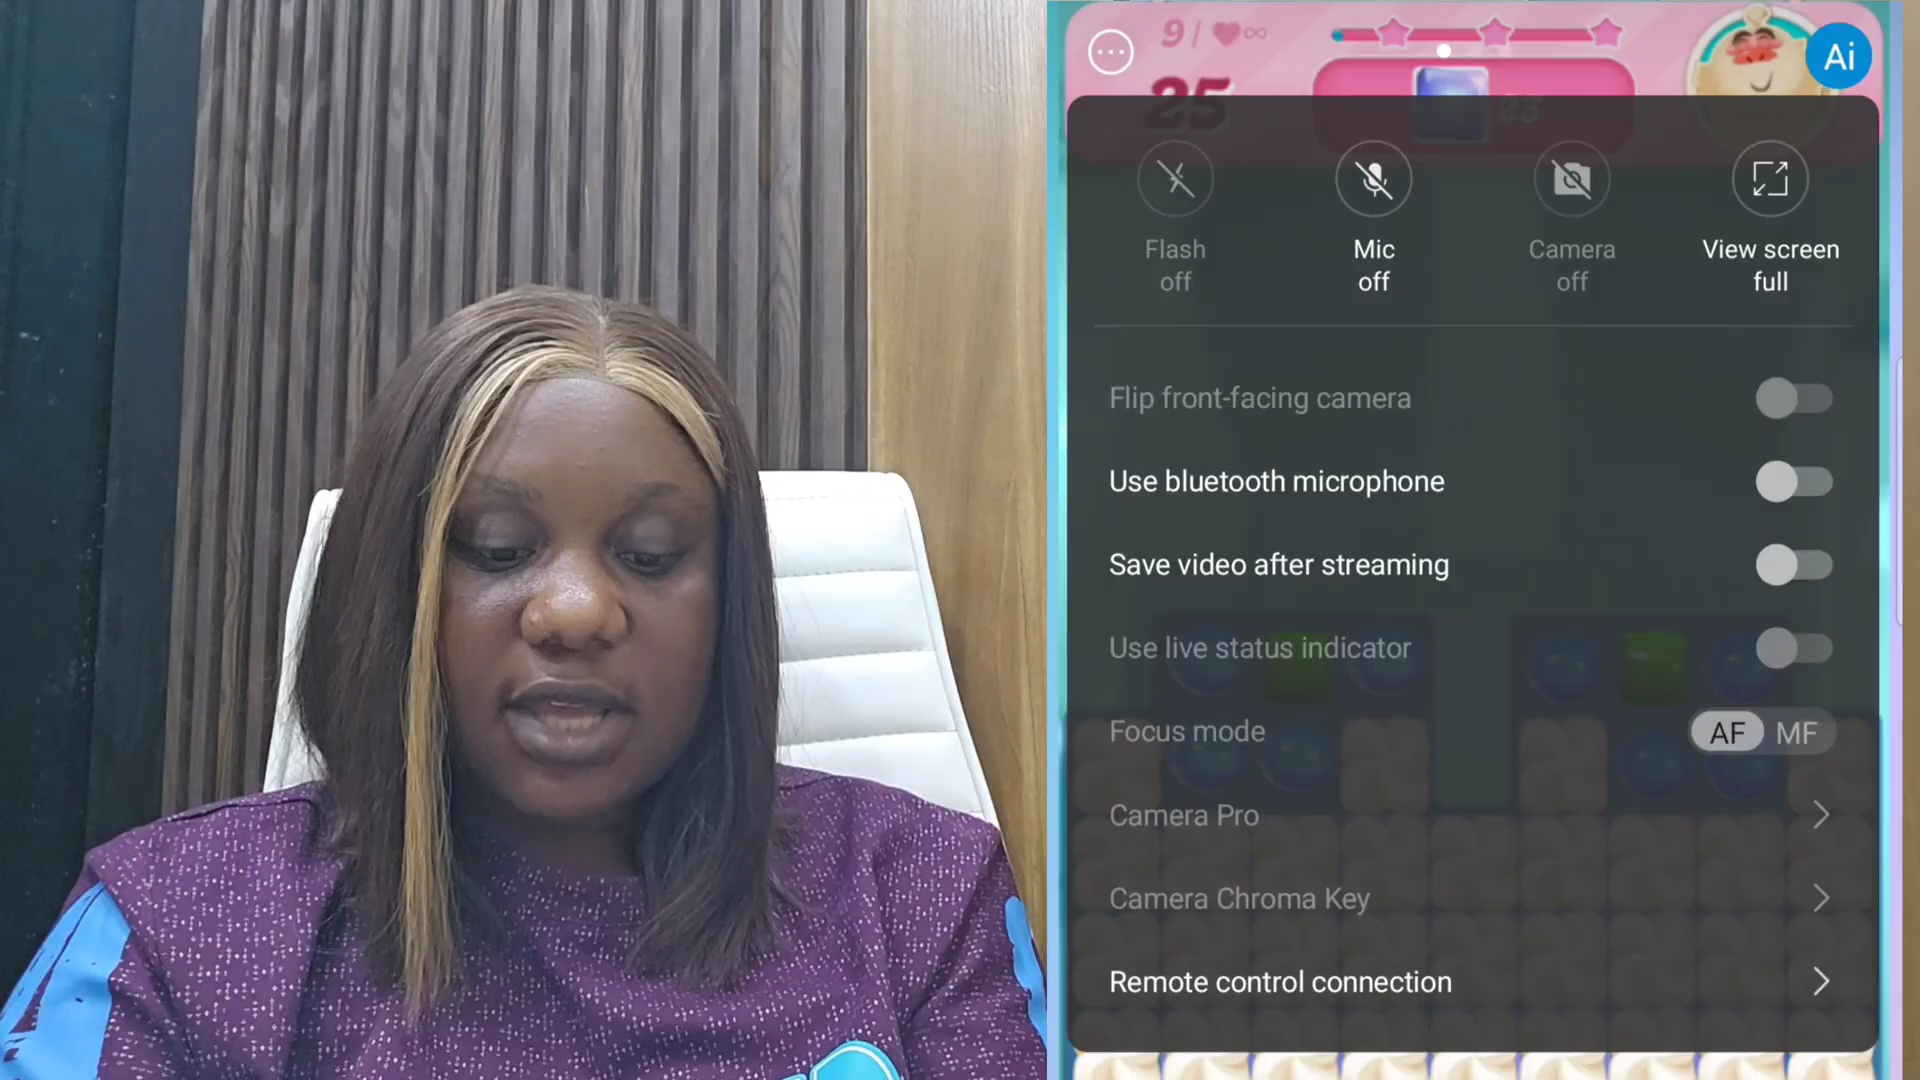 9 / ∞
Ai
25
23
Flash
off
Mic
off
Camera
off
View screen
full
Flip front-facing camera
Use bluetooth microphone
Save video after streaming
Use live status indicator
Focus mode
AF MF
Camera Pro
Camera Chroma Key
Remote control connection